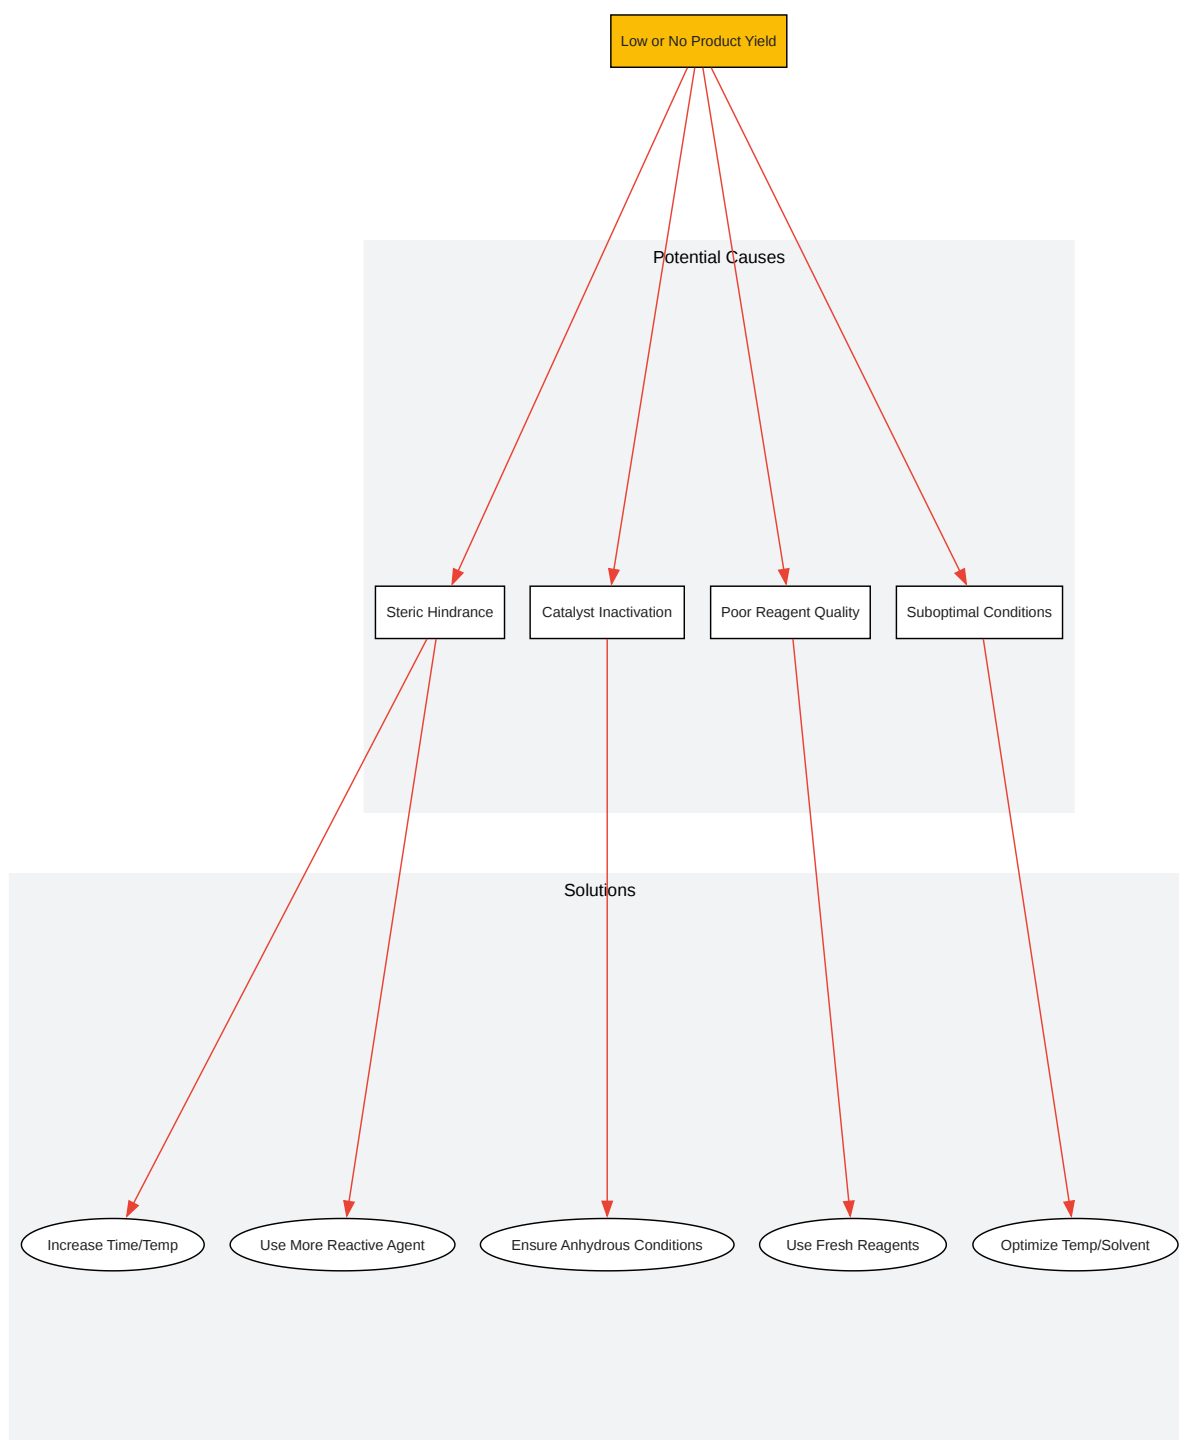 Low or No Product Yield
Potential Causes
Steric Hindrance
Catalyst Inactivation
Poor Reagent Quality
Suboptimal Conditions
Solutions
Increase Time/Temp
Use More Reactive Agent
Ensure Anhydrous Conditions
Use Fresh Reagents
Optimize Temp/Solvent